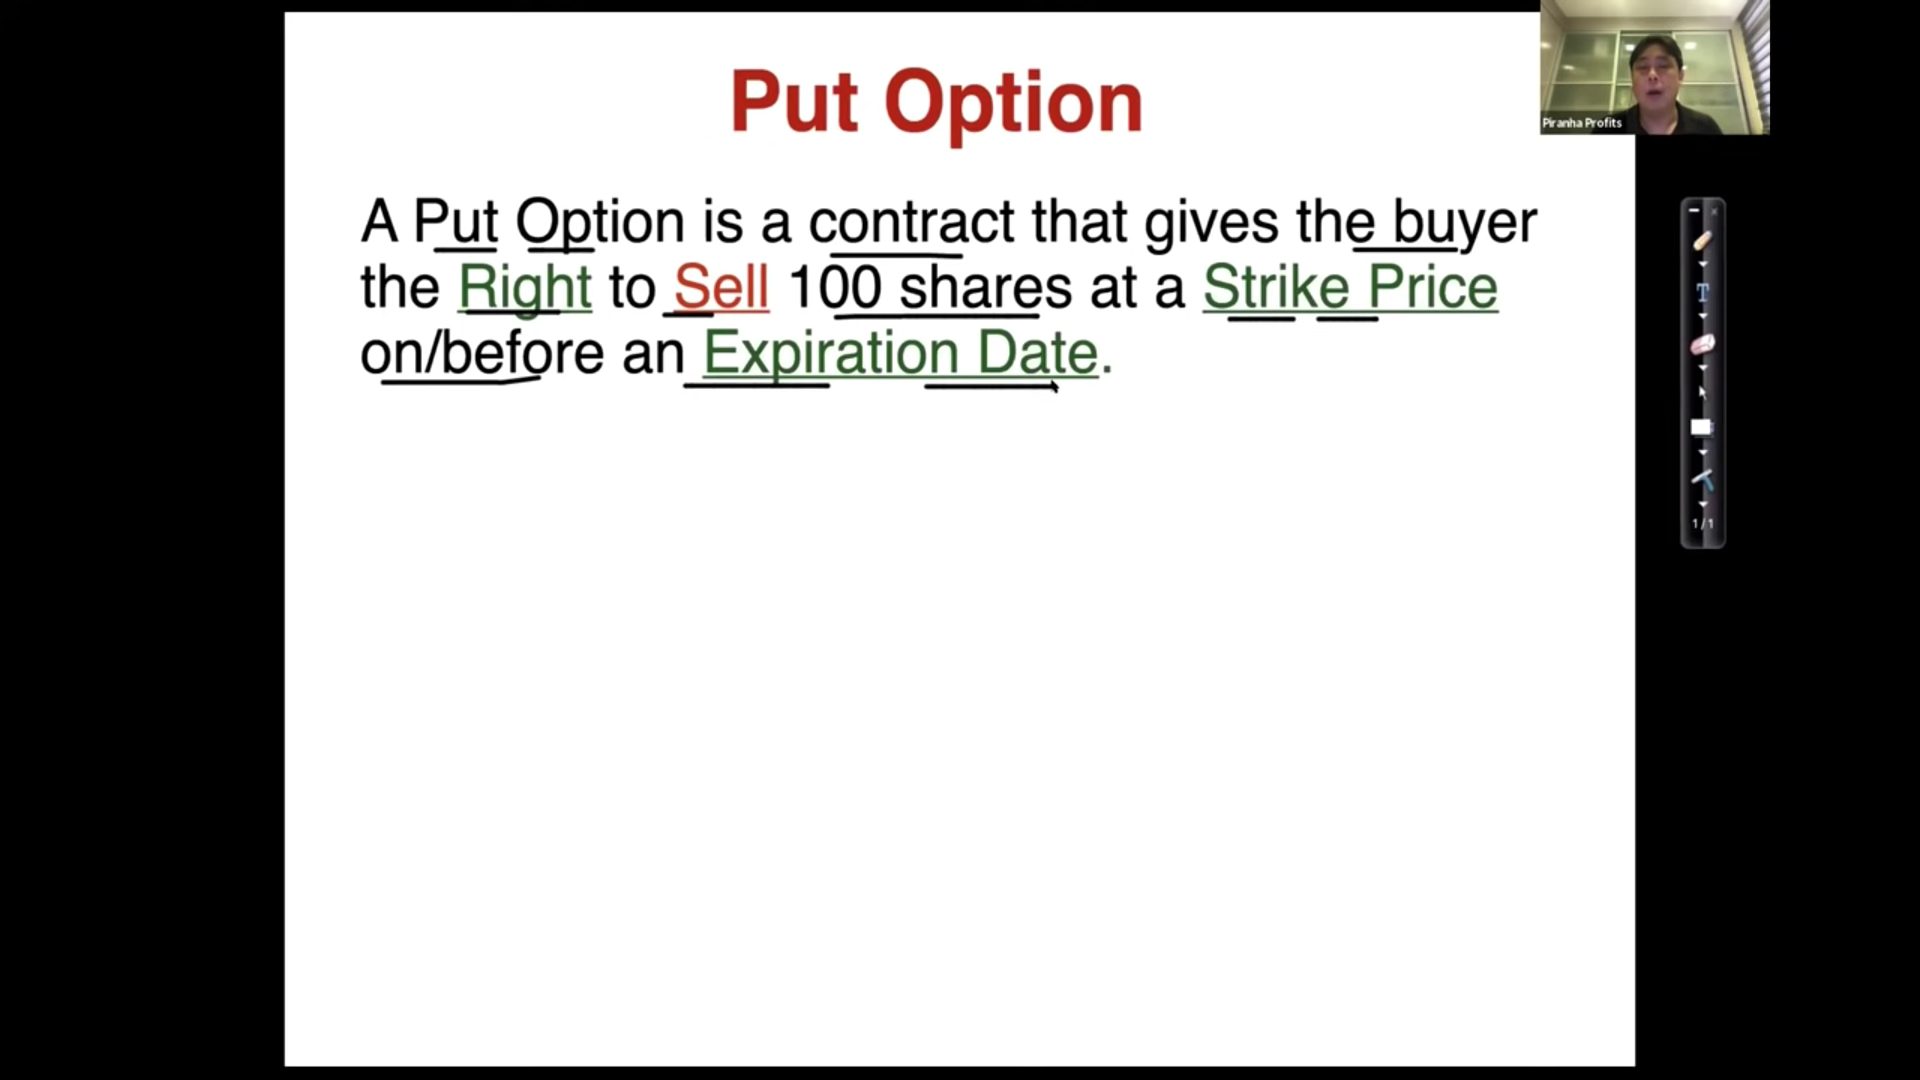 Put Option
Piranha Profits
A Put Option is a contract that gives the buyer
the Right to Sell 100 shares at a Strike Price
on/before an Expiration Date.
T
1/1